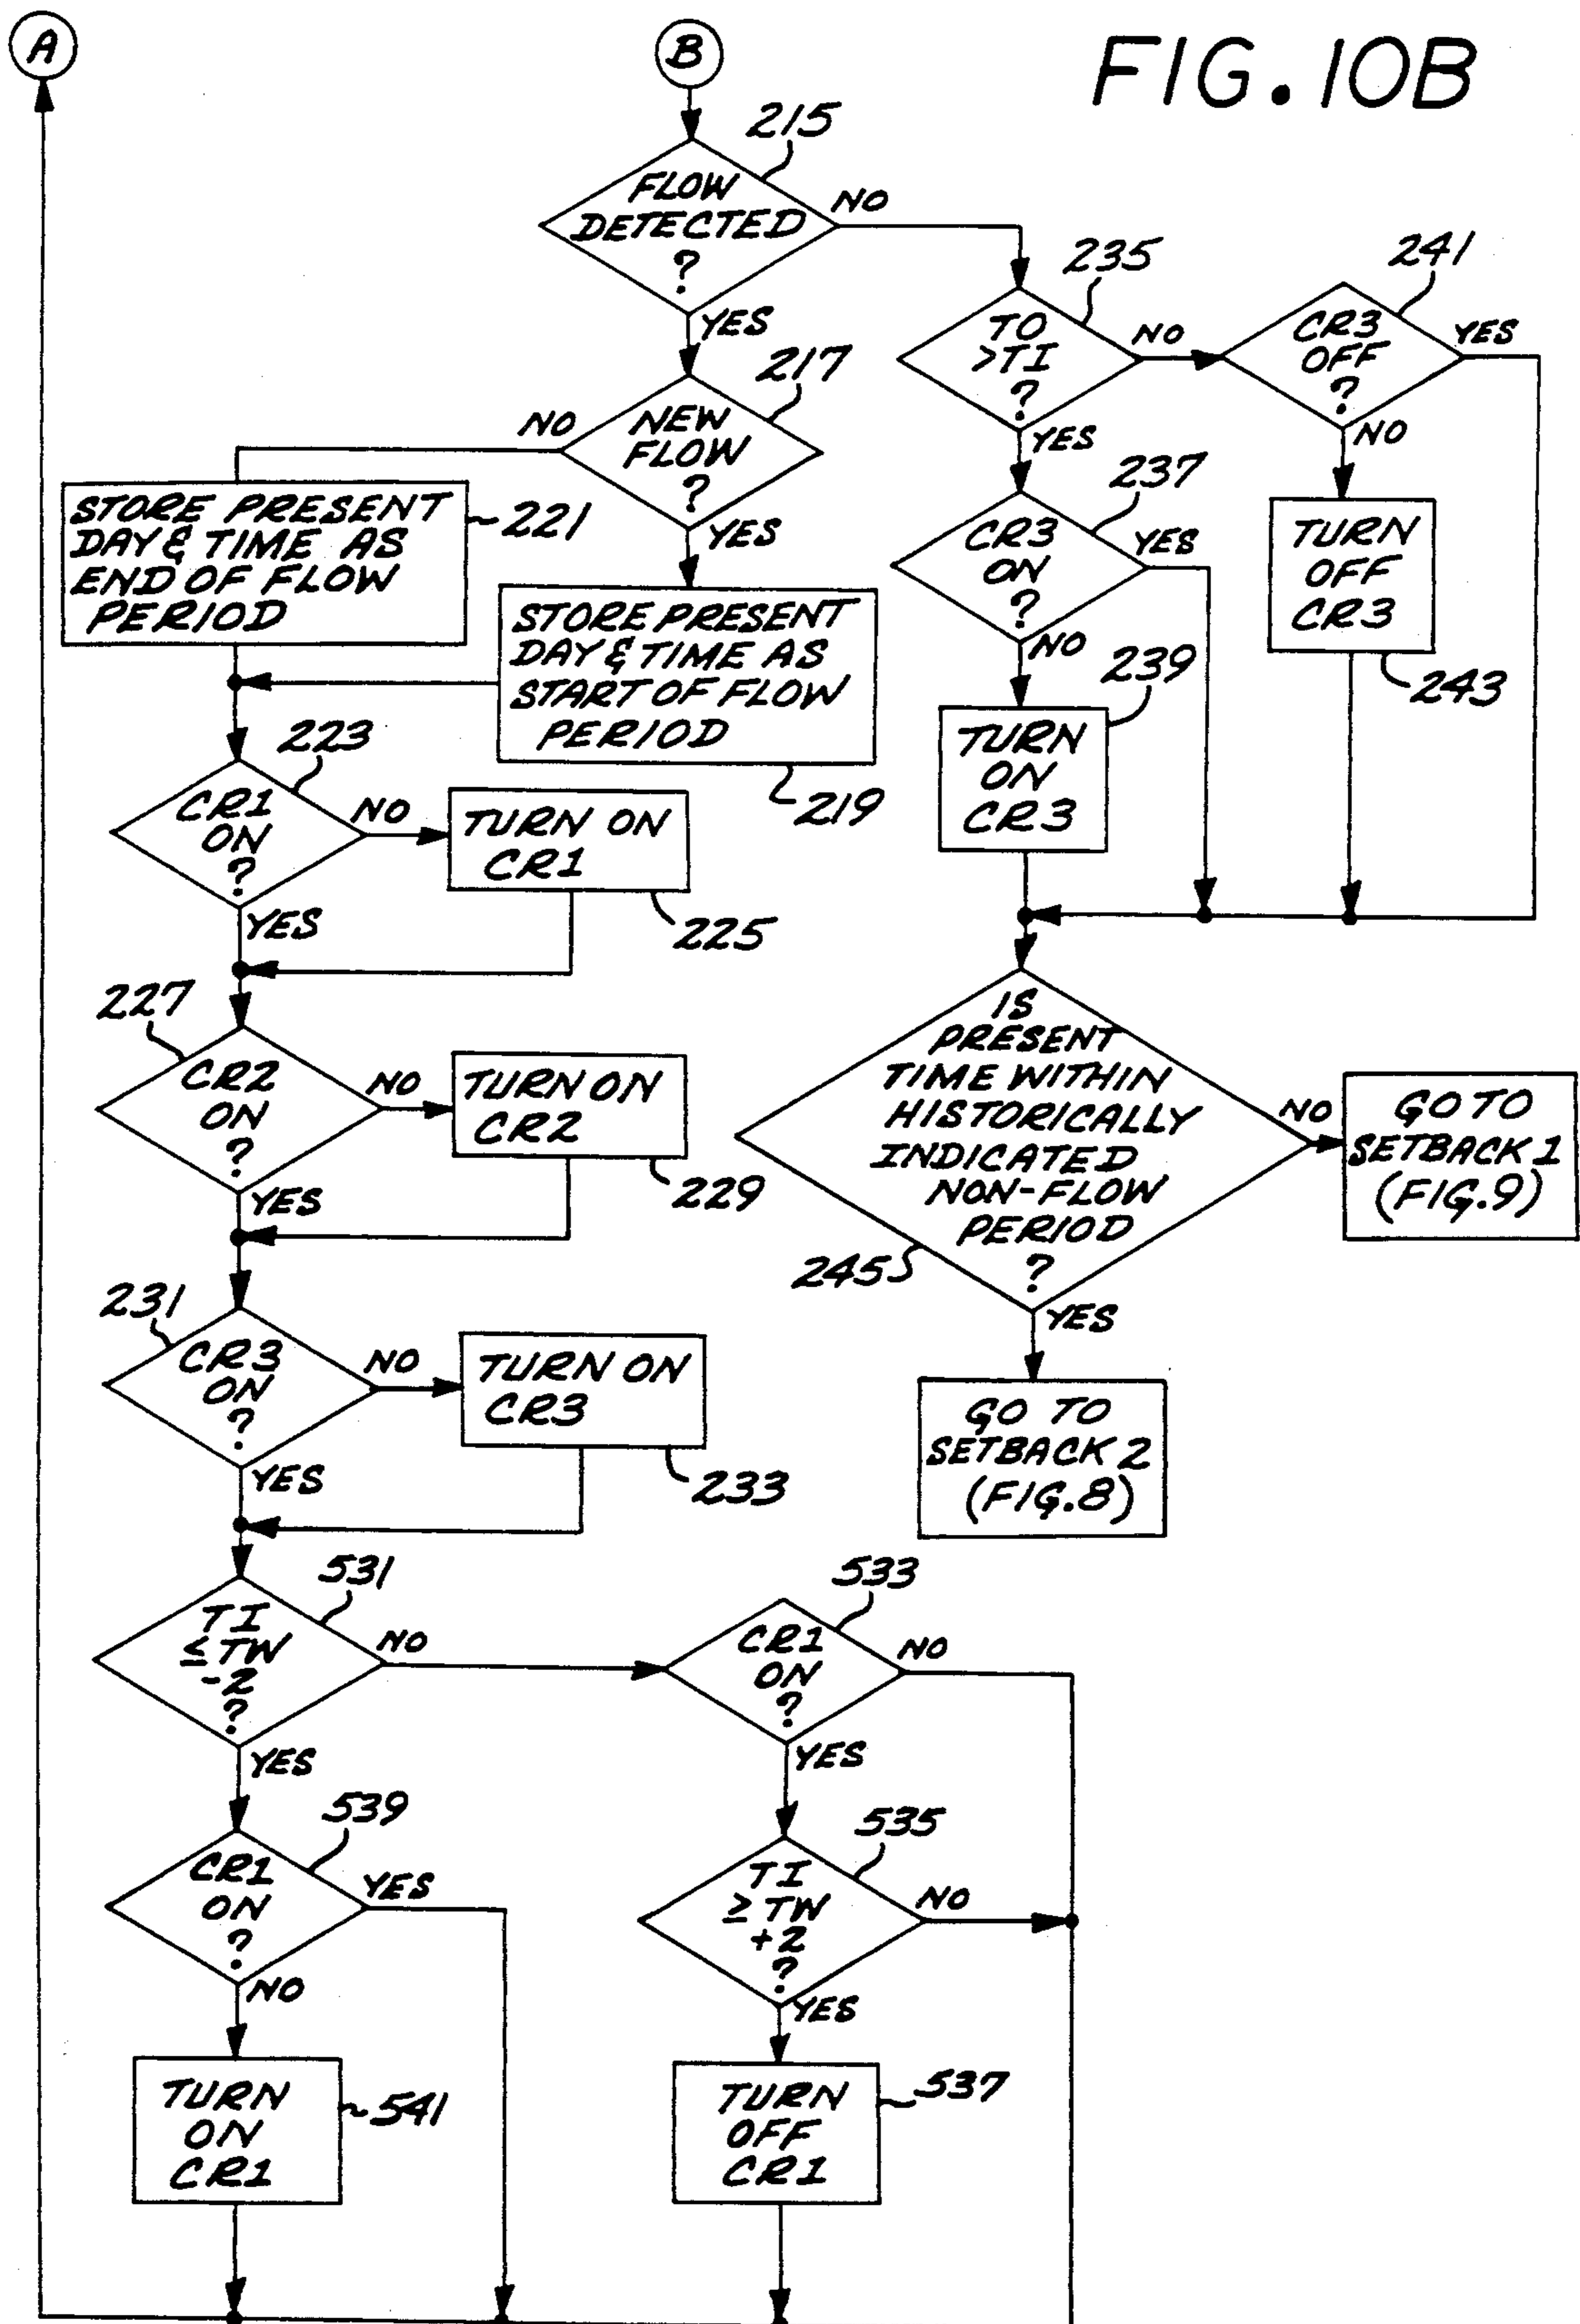 A
B
FIG. 10B
215
FLOW
DETECTED
?
NO
YES
235
TO
>TI
?
NO
YES
241
CR3
OFF
?
YES
NO
217
NEW
FLOW
?
NO
YES
STORE PRESENT
DAY & TIME AS
END OF FLOW
PERIOD
221
STORE PRESENT
DAY & TIME AS
START OF FLOW
PERIOD
219
237
CR3
ON
?
YES
NO
TURN
OFF
CR3
243
239
TURN
ON
CR3
223
CR1
ON
?
NO
YES
TURN ON
CR1
225
227
CR2
ON
?
NO
YES
TURN ON
CR2
229
IS
PRESENT
TIME WITHIN
HISTORICALLY
INDICATED
NON-FLOW
PERIOD
?
245
NO
YES
GO TO
SETBACK 1
(FIG.9)
GO TO
SETBACK 2
(FIG.8)
231
CR3
ON
?
NO
YES
TURN ON
CR3
233
531
TI
≤ TW
-2
?
NO
YES
533
CR1
ON
?
NO
YES
539
CR1
ON
?
YES
NO
535
TI
≥ TW
+2
?
NO
YES
TURN
ON
CR1
541
TURN
OFF
CR1
537